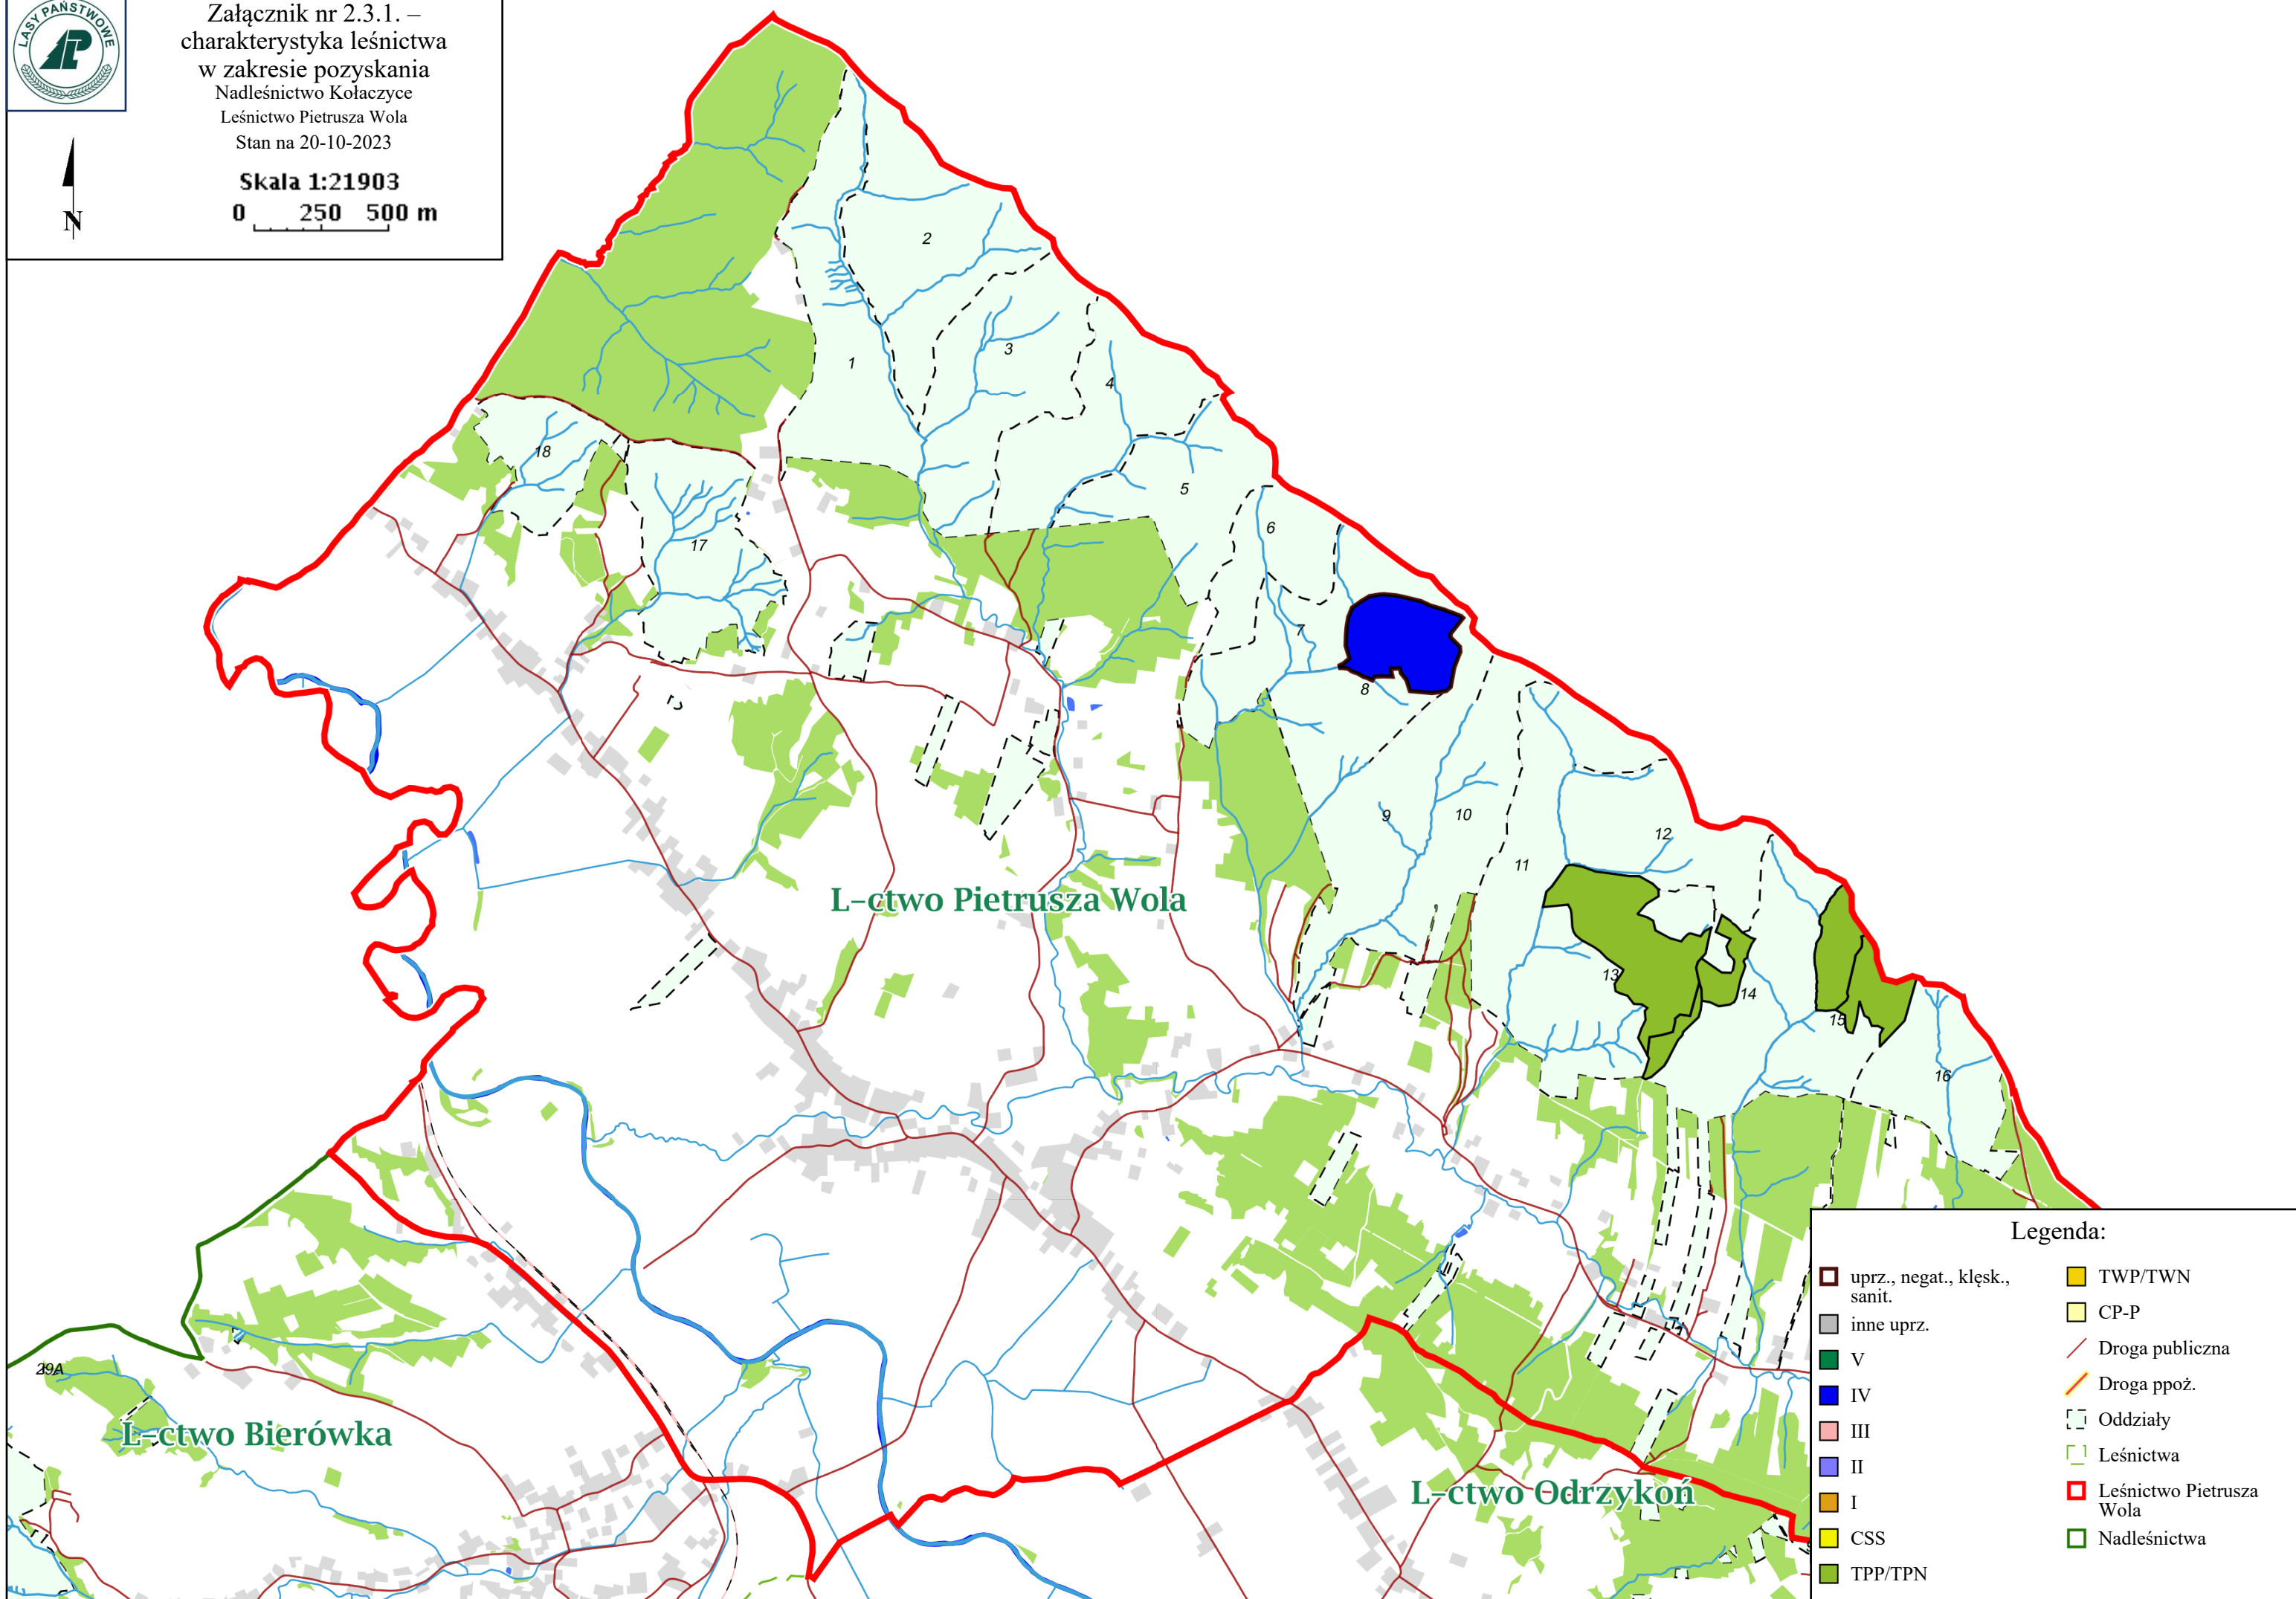 LASY PAŃSTWOWE
LP
Załącznik nr 2.3.1. –
charakterystyka leśnictwa
w zakresie pozyskania
Nadleśnictwo Kołaczyce
Leśnictwo Pietrusza Wola
Stan na 20-10-2023
Skala 1:21903
0 250 500 m
N
2
3
1
4
18
5
6
17
7
8
9
10
12
11
L-ctwo Pietrusza Wola
13
14
15
16
29A
L-ctwo Bierówka
L-ctwo Odrzykoń
Legenda:
uprz., negat., klęsk.,
sanit.
inne uprz.
V
IV
III
II
I
CSS
TPP/TPN
TWP/TWN
CP-P
Droga publiczna
Droga ppoż.
Oddziały
Leśnictwa
Leśnictwo Pietrusza
Wola
Nadleśnictwa